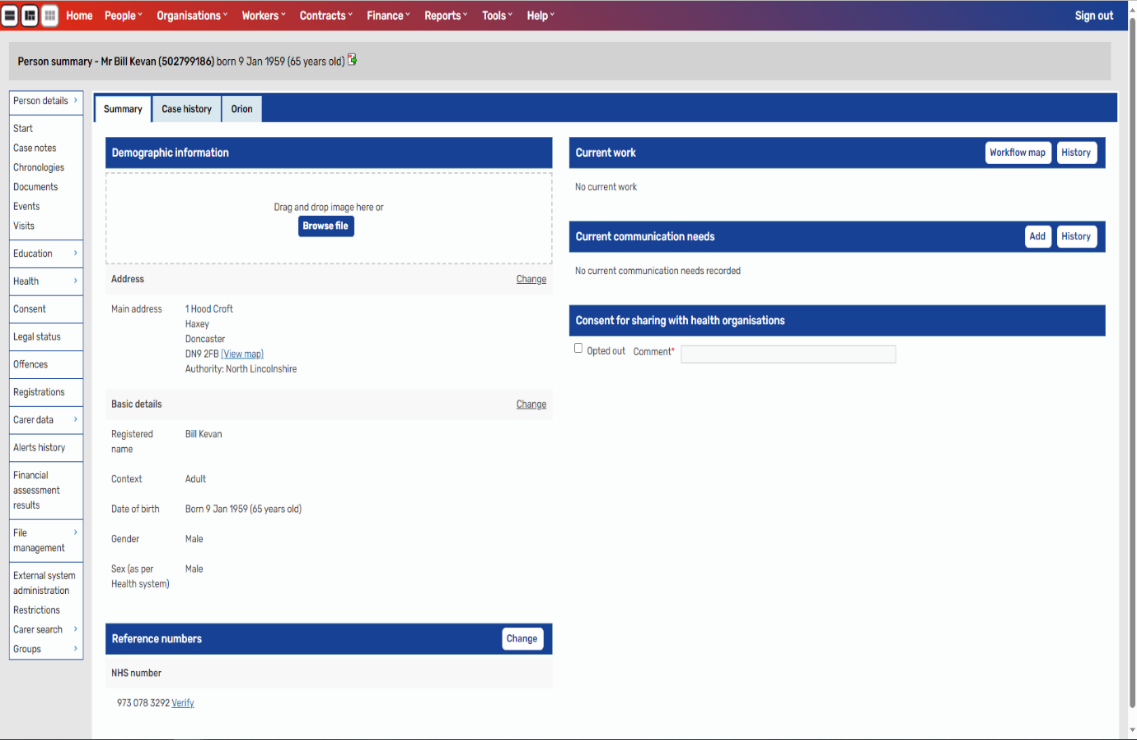 Home People Organisations Workers Contracts Finance Reports Tools Help Sign out
Person summary - Mr Bill Kevan (502799186) born 9 Jan 1959 (65 years old)
Person details
Start
Case notes
Chronologies
Documents
Events
Visits
Education
Health
Consent
Legal status
Offences
Registrations
Carer data
Alerts history
Financial
assessment
results
File
management
External system
administration
Restrictions
Carer search
Groups
Summary Case history Orion
Demographic information
Drag and drop image here or
Browse file
Address Change
Main address 1 Hood Croft
Haxey
Doncaster
DN9 2FB (View map)
Authority: North Lincolnshire
Basic details Change
Registered Bill Kevan
name
Context Adult
Date of birth Born 9 Jan 1959 (65 years old)
Gender Male
Sex (as per Male
Health system)
Reference numbers Change
NHS number
973 078 3292 Verify
Current work Workflow map History
No current work
Current communication needs Add History
No current communication needs recorded
Consent for sharing with health organisations
Opted out Comment*